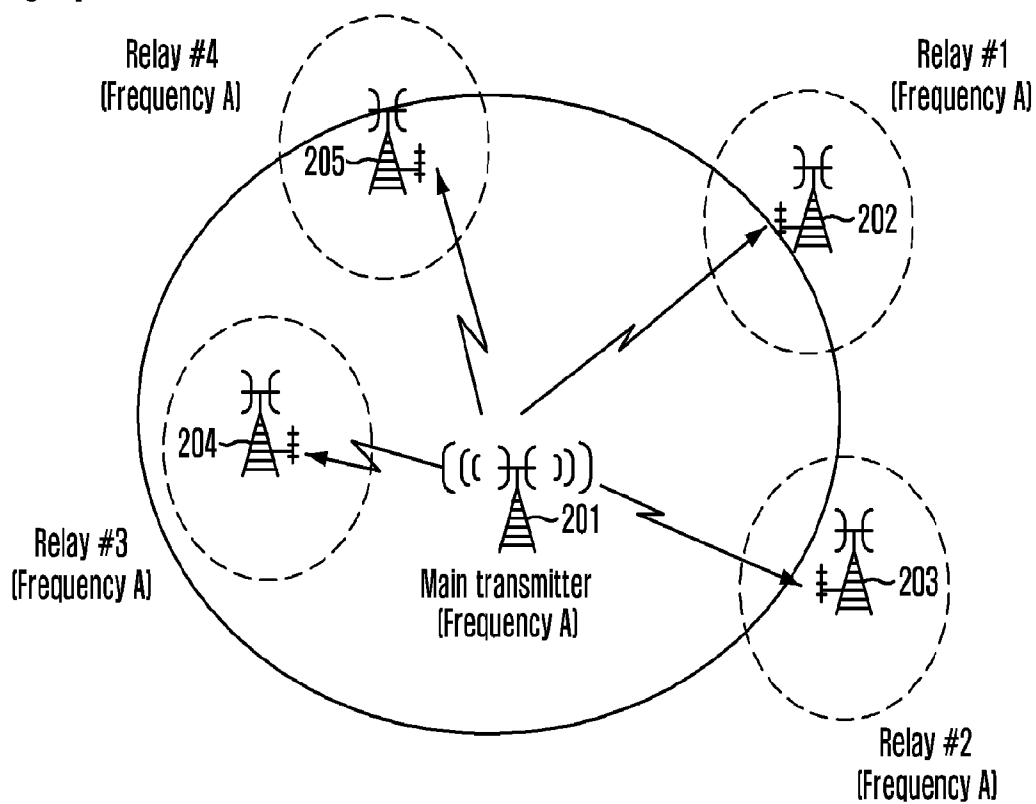 Relay #4
(Frequency A)
Relay #1
(Frequency A)
205
202
204
201
203
Relay #3
(Frequency A)
Main transmitter
(Frequency A)
Relay #2
(Frequency A)